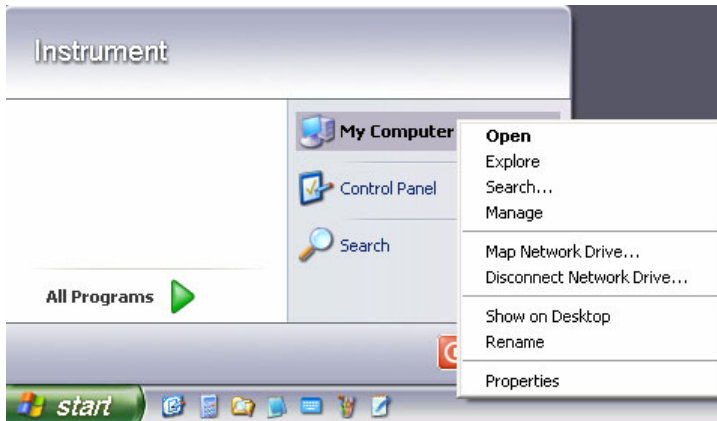 Instrument
My Computer
Control Panel
Search
All Programs
Open
Explore
Search...
Manage
Map Network Drive...
Disconnect Network Drive...
Show on Desktop
Rename
Properties
start